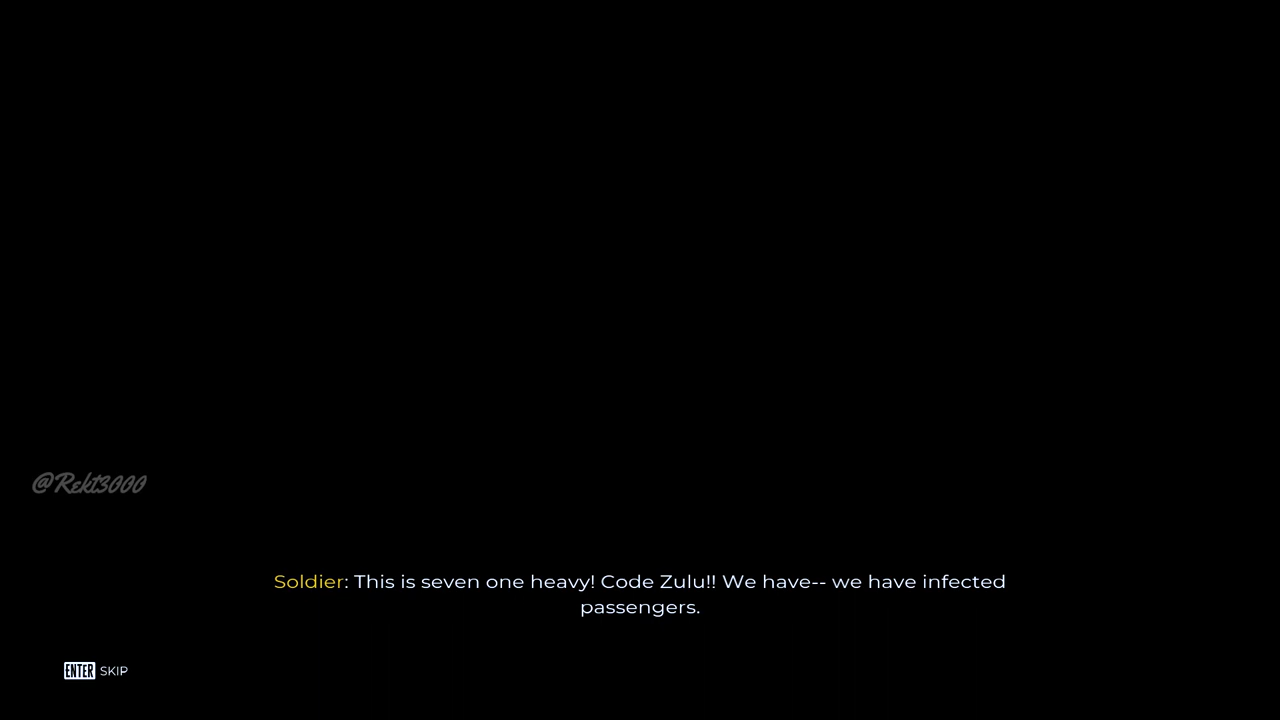 @Rekt3000
Soldier: This is seven one heavy! Code Zulu!! We have-- we have infected
passengers.
ENTER SKIP